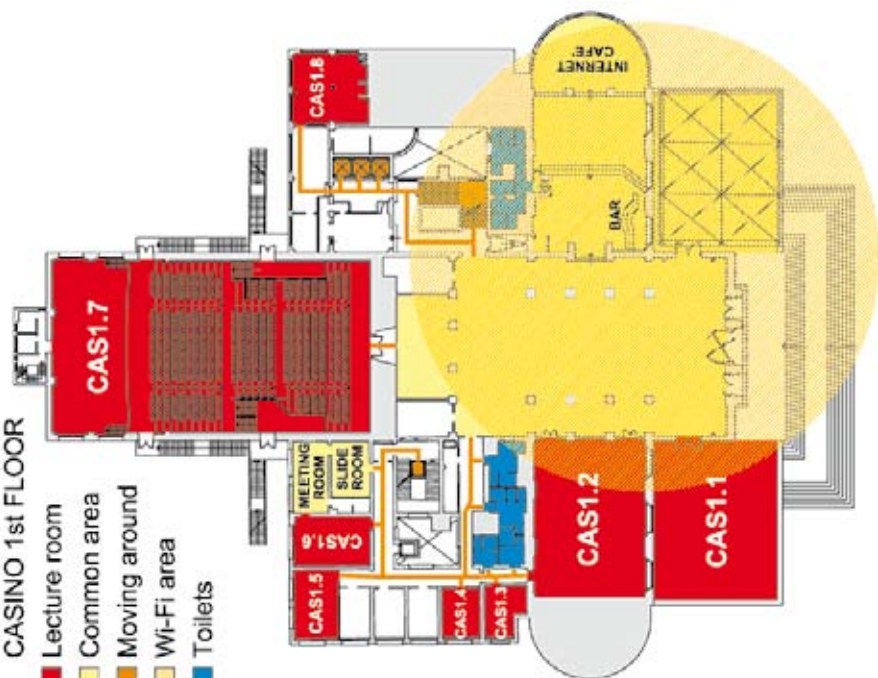 CASINO 1st FLOOR
Lecture room
Common area
Moving around
Wi-Fi area
Toilets
CAS1.8
INTERNET
CAFE'
BAR
CAS1.7
MEETING
ROOM
SLIDE
ROOM
CAS1.6
CAS1.5
CAS1.4
CAS1.3
CAS1.2
CAS1.1